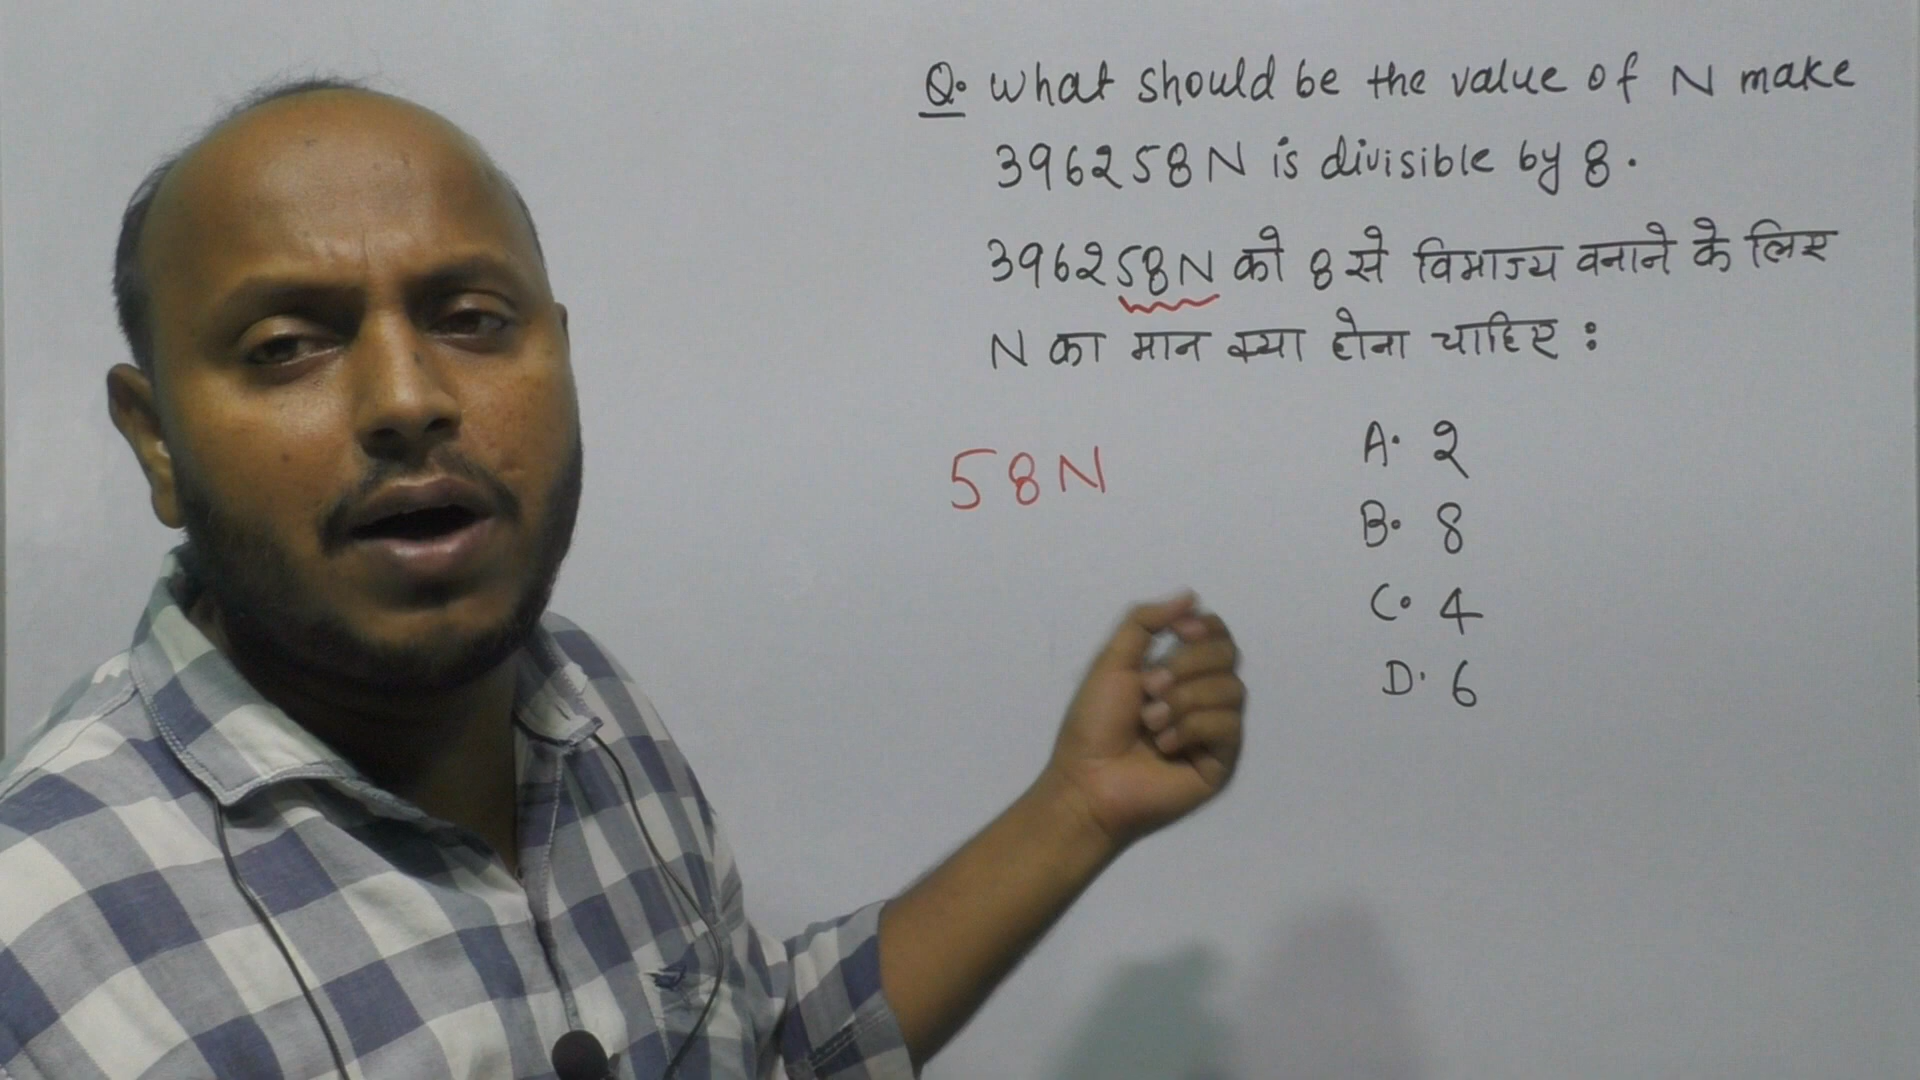 Q. What should be the value of N make
396258N is divisible by 8.
396258N को 8 से विभाज्य बनाने के लिए
N का मान क्या होना चाहिए :
58N
A. 2
B. 8
C. 4
D. 6